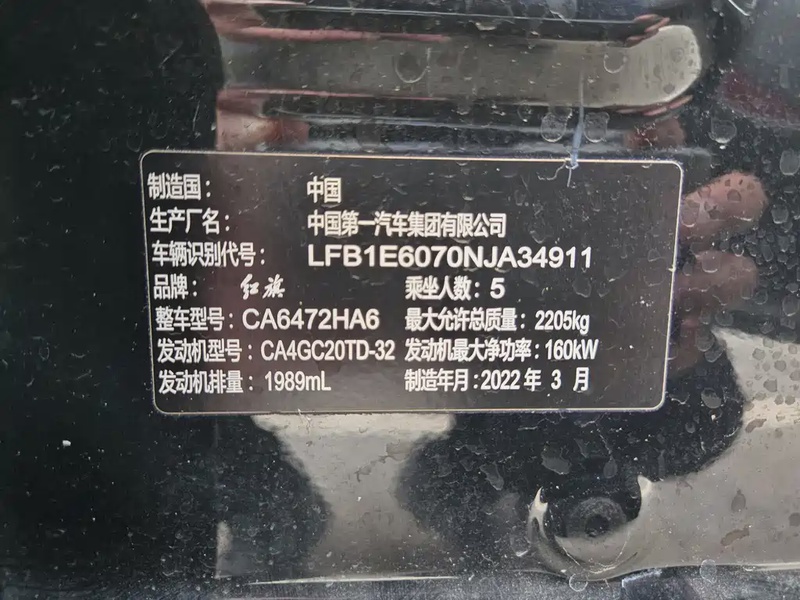 制造国： 中国
生产厂名： 中国第一汽车集团有限公司
车辆识别代号： LFB1E6070NJA34911
品牌： 红旗 乘坐人数：5
整车型号：CA6472HA6 最大允许总质量：2205kg
发动机型号：CA4GC20TD-32 发动机最大净功率：160kW
发动机排量：1989mL 制造年月：2022 年 3 月